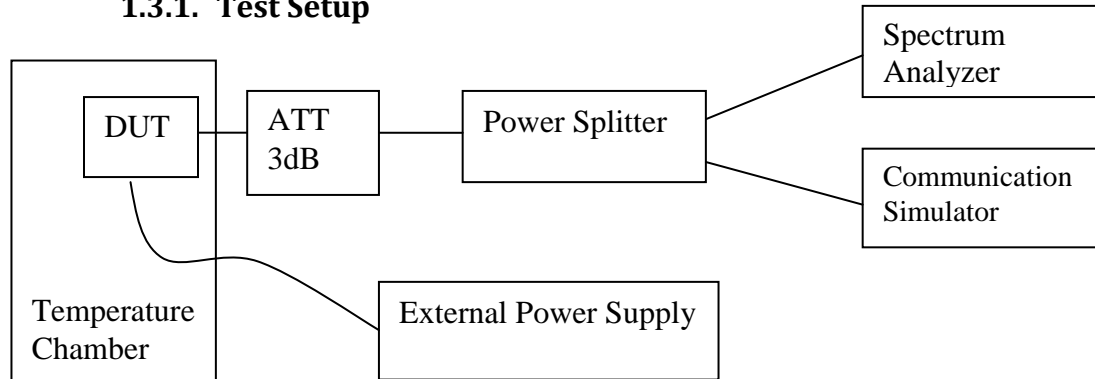 1.3.1. Test Setup
Spectrum
Analyzer
DUT
ATT
3dB
Power Splitter
Communication
Simulator
Temperature
Chamber
External Power Supply